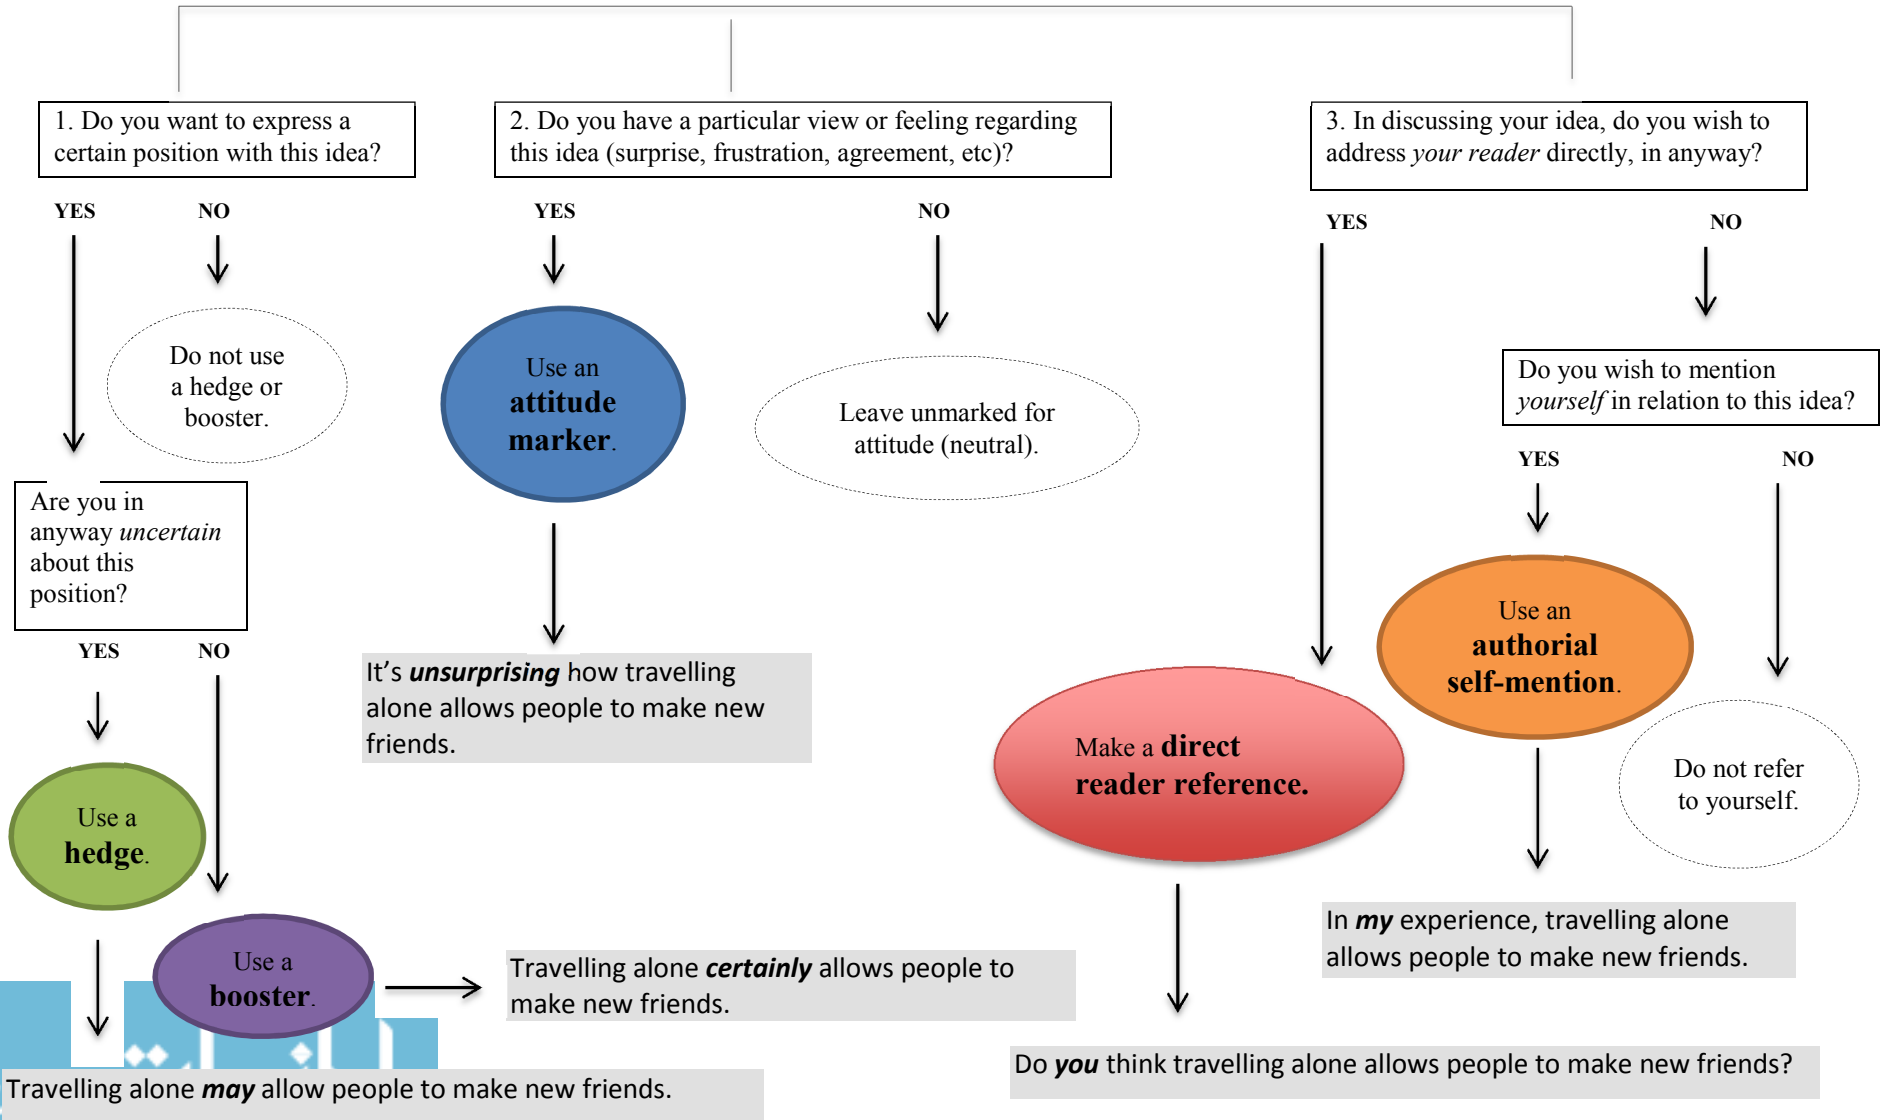 1. Do you want to express a
certain position with this idea?
2. Do you have a particular view or feeling regarding
this idea (surprise, frustration, agreement, etc)?
3. In discussing your idea, do you wish to
address your reader directly, in anyway?
YES
NO
YES
NO
YES
NO
Do not use
a hedge or
booster.
Use an
attitude
marker.
Leave unmarked for
attitude (neutral).
Do you wish to mention
yourself in relation to this idea?
YES
NO
Are you in
anyway uncertain
about this
position?
YES
NO
Use an
authorial
self-mention.
It's unsurprising how travelling
alone allows people to make new
friends.
Make a direct
reader reference.
Do not refer
to yourself.
Use a
hedge.
Use a
booster.
In my experience, travelling alone
allows people to make new friends.
Travelling alone certainly allows people to
make new friends.
Do you think travelling alone allows people to make new friends?
Travelling alone may allow people to make new friends.